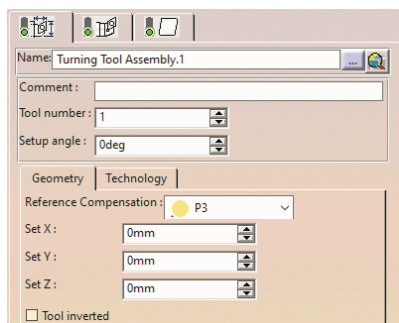 Name: Turning Tool Assembly.1 ...
Comment :
Tool number : 1
Setup angle : 0deg
Geometry Technology
Reference Compensation : P3
Set X : 0mm
Set Y : 0mm
Set Z : 0mm
Tool inverted